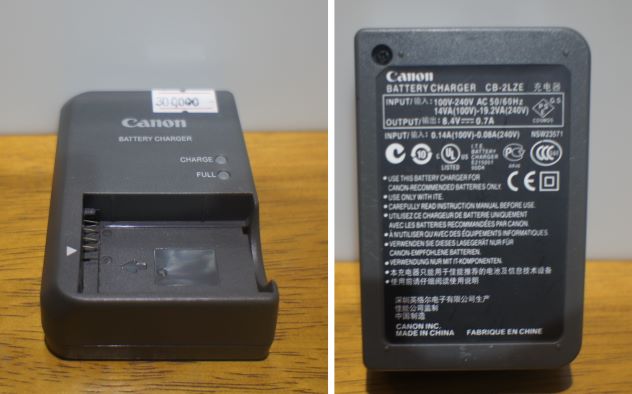 300000
Canon
BATTERY CHARGER
CHARGE
FULL
Canon
BATTERY CHARGER CB-2LZE 充电器
INPUT/输入:100V-240V AC 50/60Hz
14VA(100V)-19.2VA(240V)
OUTPUT/输出: 8.4V⎓0.7A
INPUT/输入: 0.14A(100V)-0.08A(240V)
NSW23571
LISTED
I.T.E.
BATTERY
CHARGER
• USE THIS BATTERY CHARGER FOR
CANON-RECOMMENDED BATTERIES ONLY.
• USE ONLY WITH ITE.
• CAREFULLY READ INSTRUCTION MANUAL BEFORE USE.
• UTILISEZ CE CHARGEUR DE BATTERIE UNIQUEMENT
AVEC LES BATTERIES RECOMMANDÉES PAR CANON.
• À N'UTILISER QU'AVEC DES ÉQUIPEMENTS INFORMATIQUES
• VERWENDEN SIE DIESES LASEGERÄT NUR FÜR
CANON-EMPFOHLENE BATTERIEN.
• VERWENDUNG NUR MIT IT-KOMPONENTEN.
• 本充电器只能用于佳能推荐的电池及信息技术设备
• 使用前请仔细阅读使用说明
深圳英格尔电子有限公司生产
佳能公司监制
中国制造
CANON INC.
MADE IN CHINA FABRIQUE EN CHINE